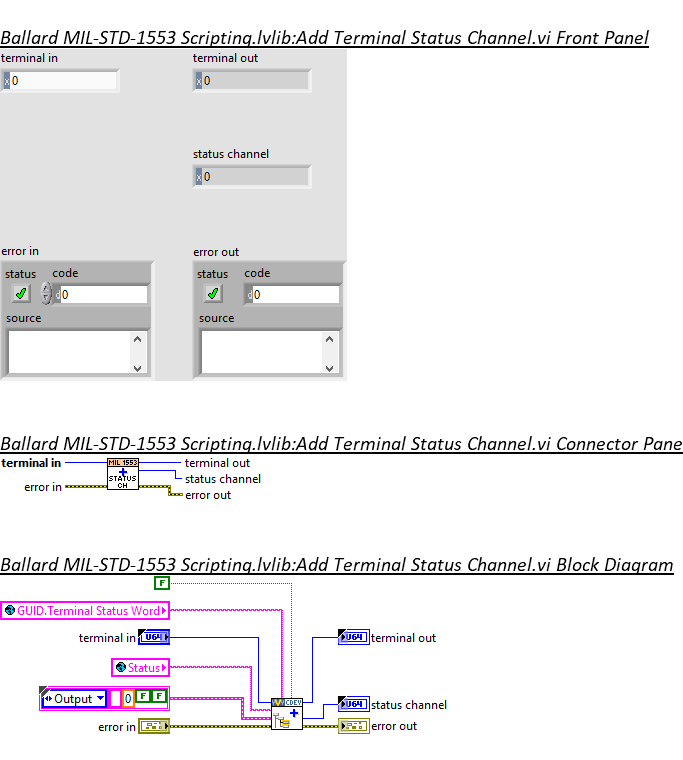 Ballard MIL-STD-1553 Scripting.lvlib:Add Terminal Status Channel.vi Front Panel
terminal in
terminal out
x 0
x 0
status channel
x 0
error in
error out
status code
status code
d 0
d 0
source
source
Ballard MIL-STD-1553 Scripting.lvlib:Add Terminal Status Channel.vi Connector Pane
terminal in
MIL 1553
terminal out
STATUS
status channel
CH
error in
error out
Ballard MIL-STD-1553 Scripting.lvlib:Add Terminal Status Channel.vi Block Diagram
F
GUID.Terminal Status Word
terminal in U64
U64 terminal out
Status
Output 0 F F
V CDEV
U64 status channel
error in
error out